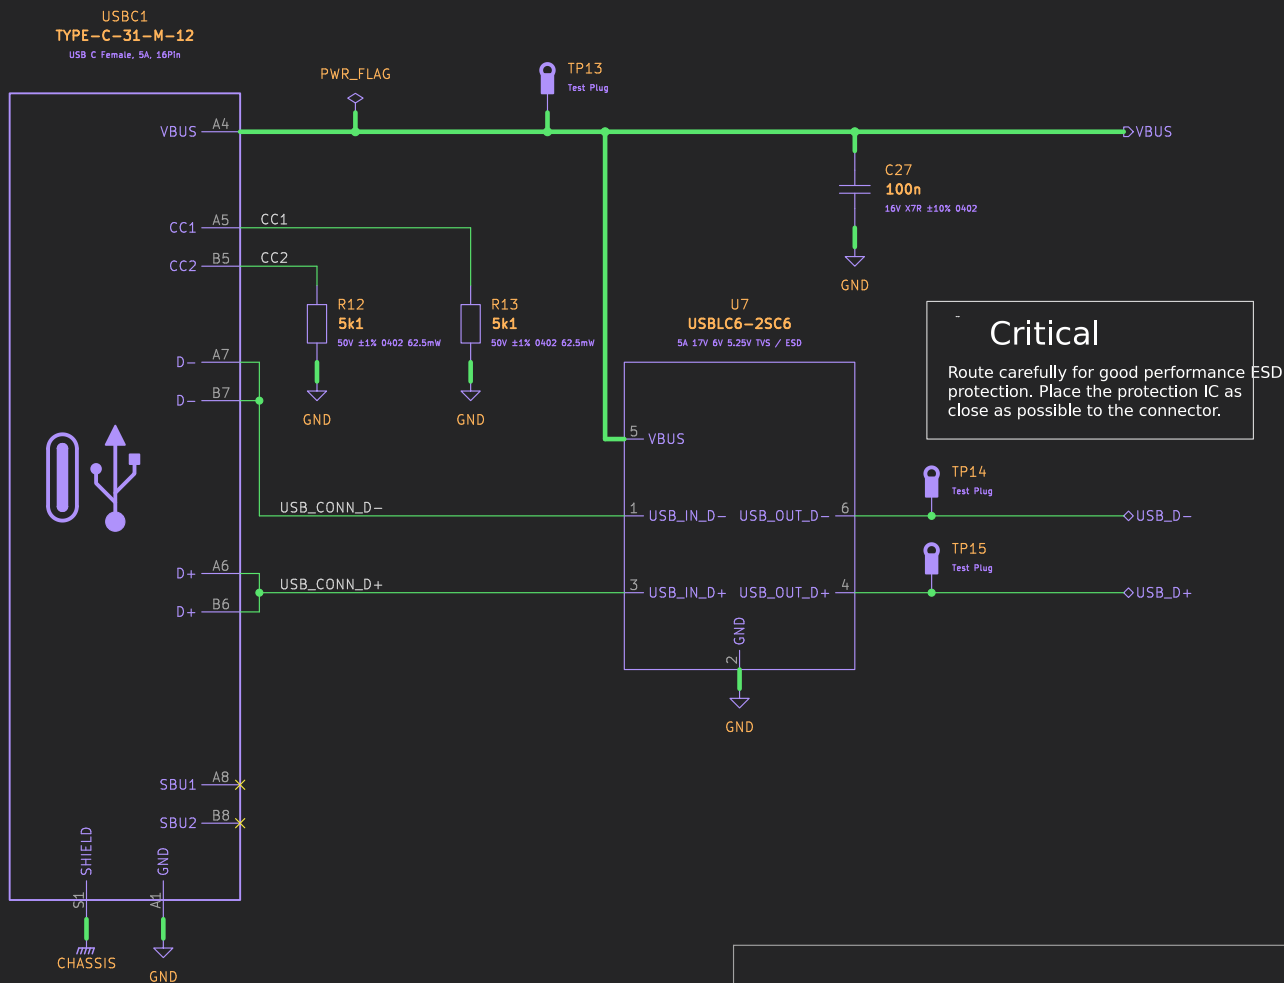 USBC1
TYPE-C-31-M-12
USB C Female, 5A, 16Pin
PWR_FLAG
TP13
Test Plug
VBUS
A4
VBUS
C27
100n
16V X7R ±10% 0402
GND
CC1
A5
CC1
CC2
B5
CC2
R12
5k1
50V ±1% 0402 62.5mW
GND
R13
5k1
50V ±1% 0402 62.5mW
GND
U7
USBLC6-2SC6
5A 17V 6V 5.25V TVS / ESD
-
Critical
Route carefully for good performance ESD
protection. Place the protection IC as
close as possible to the connector.
D-
A7
D-
B7
5
VBUS
USB_CONN_D-
1
USB_IN_D-
USB_OUT_D-
6
TP14
Test Plug
USB_D-
D+
A6
D+
B6
USB_CONN_D+
3
USB_IN_D+
USB_OUT_D+
4
TP15
Test Plug
USB_D+
GND
2
GND
SBU1
A8
SBU2
B8
SHIELD
S1
CHASSIS
GND
A1
GND